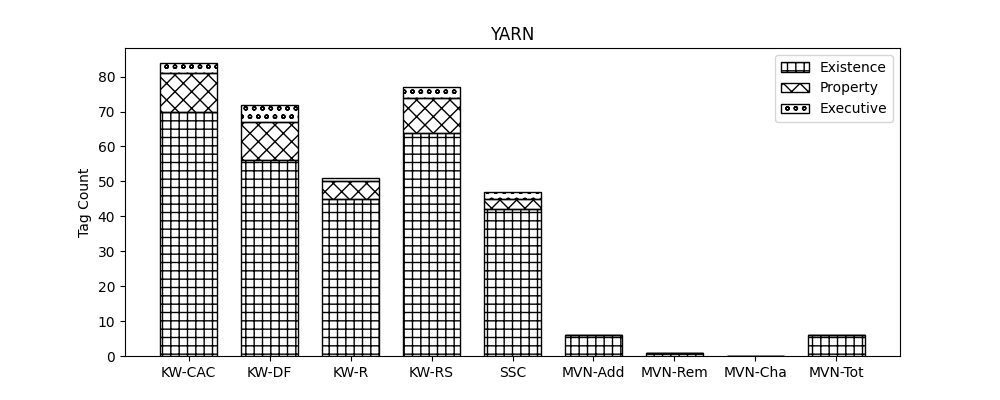 YARN
Existence
Property
Executive
Tag Count
80
70
60
50
40
30
20
10
0
KW-CAC KW-DF KW-R KW-RS SSC MVN-Add MVN-Rem MVN-Cha MVN-Tot